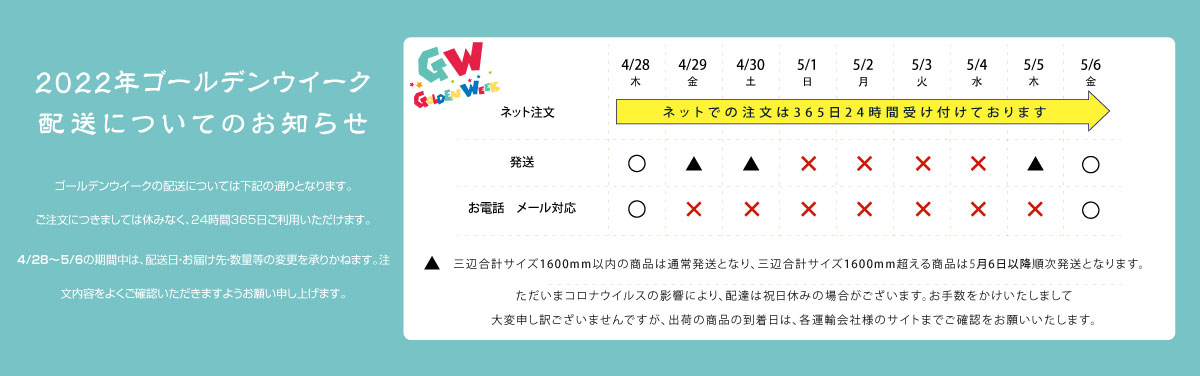 2022年ゴールデンウイーク
配送についてのお知らせ
ゴールデンウイークの配送については下記の通りとなります。
ご注文につきましては休みなく、24時間365日ご利用いただけます。
4/28～5/6の期間中は、配送日・お届け先・数量等の変更を承りかねます。注
文内容をよくご確認いただきますようお願い申し上げます。
GW
GOLDEN WEEK
4/28 4/29 4/30 5/1 5/2 5/3 5/4 5/5 5/6
木 金 土 日 月 火 水 木 金
ネット注文 ネットでの注文は365日24時間受け付けております
発送 ○ ▲ ▲ × × × × ▲ ○
お電話 メール対応 ○ × × × × × × × ○
▲ 三辺合計サイズ1600mm以内の商品は通常発送となり、三辺合計サイズ1600mm超える商品は5月6日以降順次発送となります。
ただいまコロナウイルスの影響により、配達は祝日休みの場合がございます。お手数をかけいたしまして
大変申し訳ございませんですが、出荷の商品の到着日は、各運輸会社様のサイトまでご確認をお願いいたします。